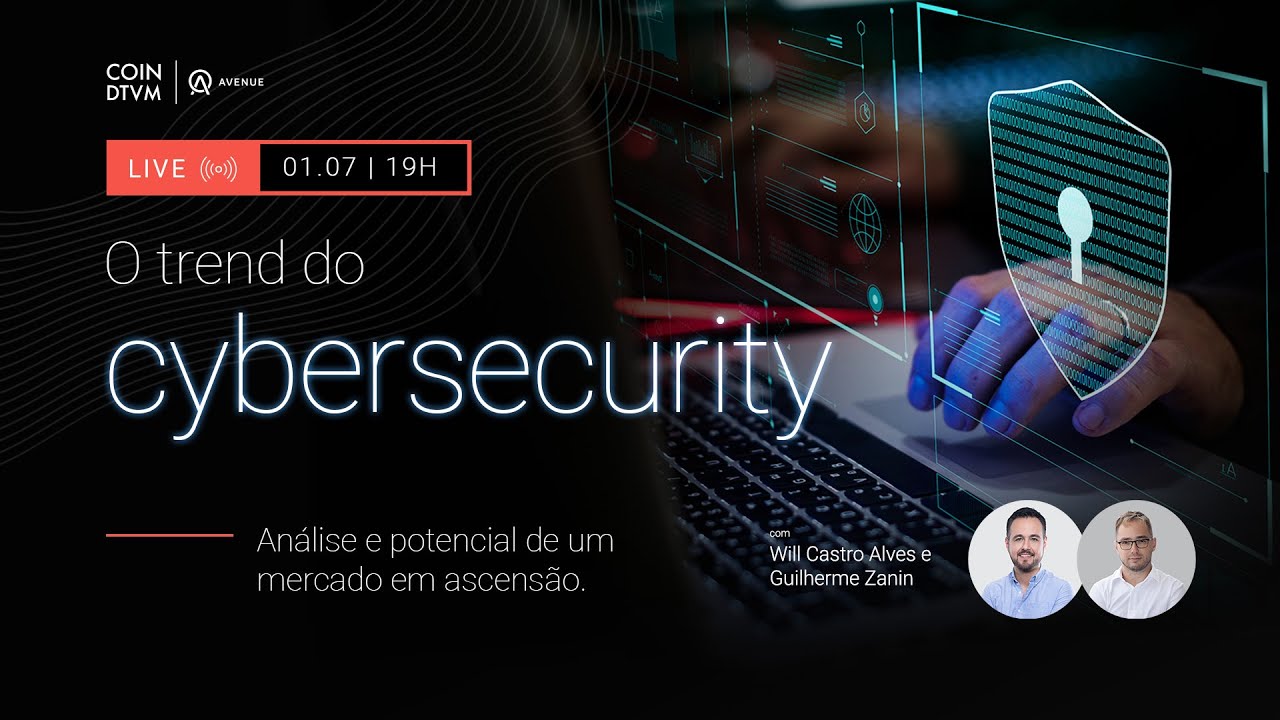 COIN
DTVM
AVENUE
LIVE 01.07 | 19H
O trend do
cybersecurity
Análise e potencial de um
mercado em ascensão.
com
Will Castro Alves e
Guilherme Zanin